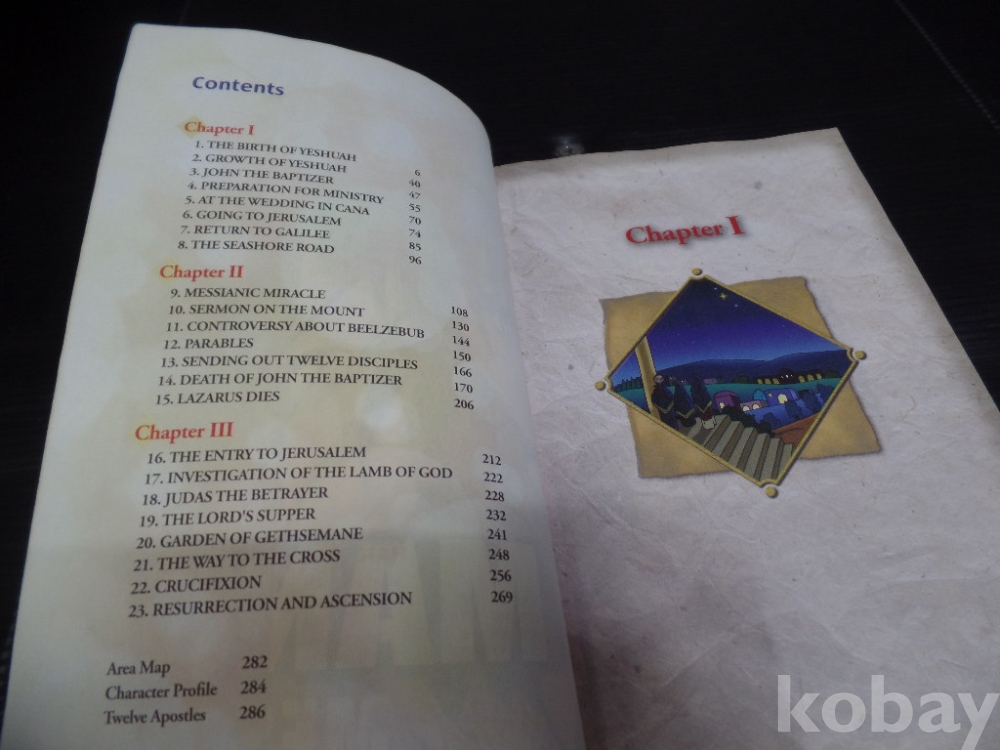 Contents
Chapter I
1. THE BIRTH OF YESHUAH 6
2. GROWTH OF YESHUAH 40
3. JOHN THE BAPTIZER 47
4. PREPARATION FOR MINISTRY 55
5. AT THE WEDDING IN CANA 70
6. GOING TO JERUSALEM 74
7. RETURN TO GALILEE 85
8. THE SEASHORE ROAD 96
Chapter II
9. MESSIANIC MIRACLE 108
10. SERMON ON THE MOUNT 130
11. CONTROVERSY ABOUT BEELZEBUB 144
12. PARABLES 150
13. SENDING OUT TWELVE DISCIPLES 166
14. DEATH OF JOHN THE BAPTIZER 170
15. LAZARUS DIES 206
Chapter III
16. THE ENTRY TO JERUSALEM 212
17. INVESTIGATION OF THE LAMB OF GOD 222
18. JUDAS THE BETRAYER 228
19. THE LORD'S SUPPER 232
20. GARDEN OF GETHSEMANE 241
21. THE WAY TO THE CROSS 248
22. CRUCIFIXION 256
23. RESURRECTION AND ASCENSION 269
Area Map 282
Character Profile 284
Twelve Apostles 286
Chapter I
kobay